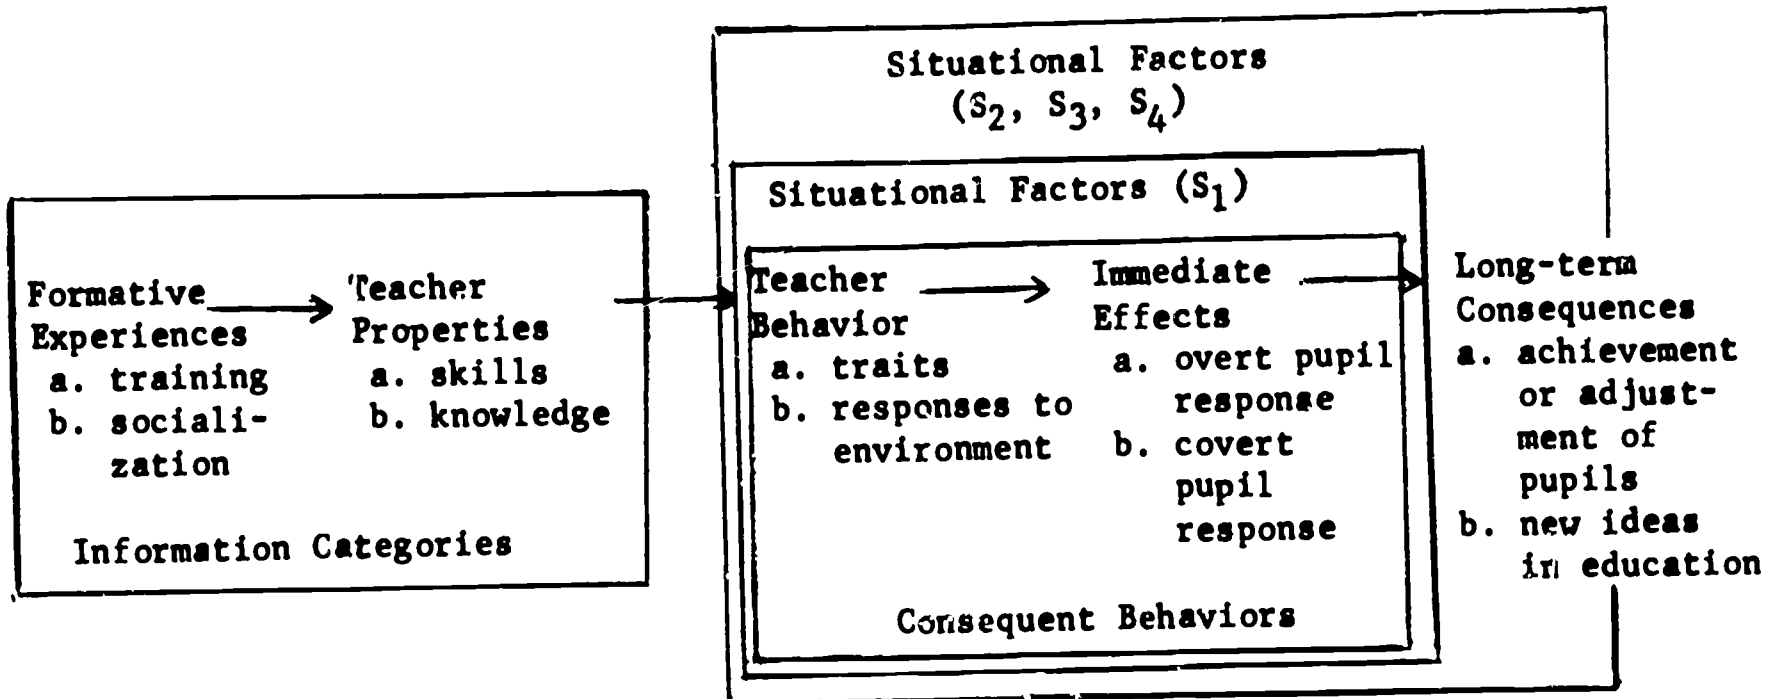 Situational Factors
(S2, S3, S4)
Situational Factors (S1)
Formative
Experiences
a. training
b. sociali-
zation
Teacher
Properties
a. skills
b. knowledge
Information Categories
Teacher
Behavior
a. traits
b. responses to
environment
Immediate
Effects
a. overt pupil
response
b. covert
pupil
response
Consequent Behaviors
Long-term
Consequences
a. achievement
or adjust-
ment of
pupils
b. new ideas
in education